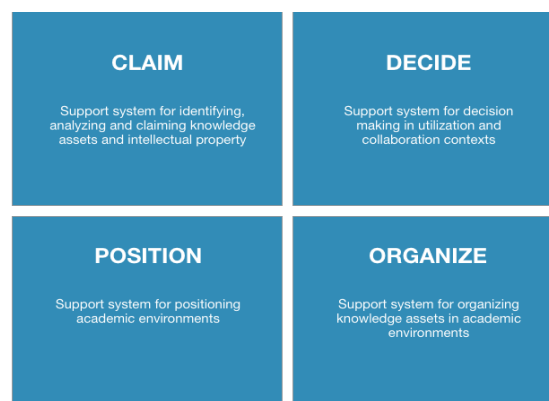 CLAIM
Support system for identifying,
analyzing and claiming knowledge
assets and intellectual property
DECIDE
Support system for decision
making in utilization and
collaboration contexts
POSITION
Support system for positioning
academic environments
ORGANIZE
Support system for organizing
knowledge assets in academic
environments